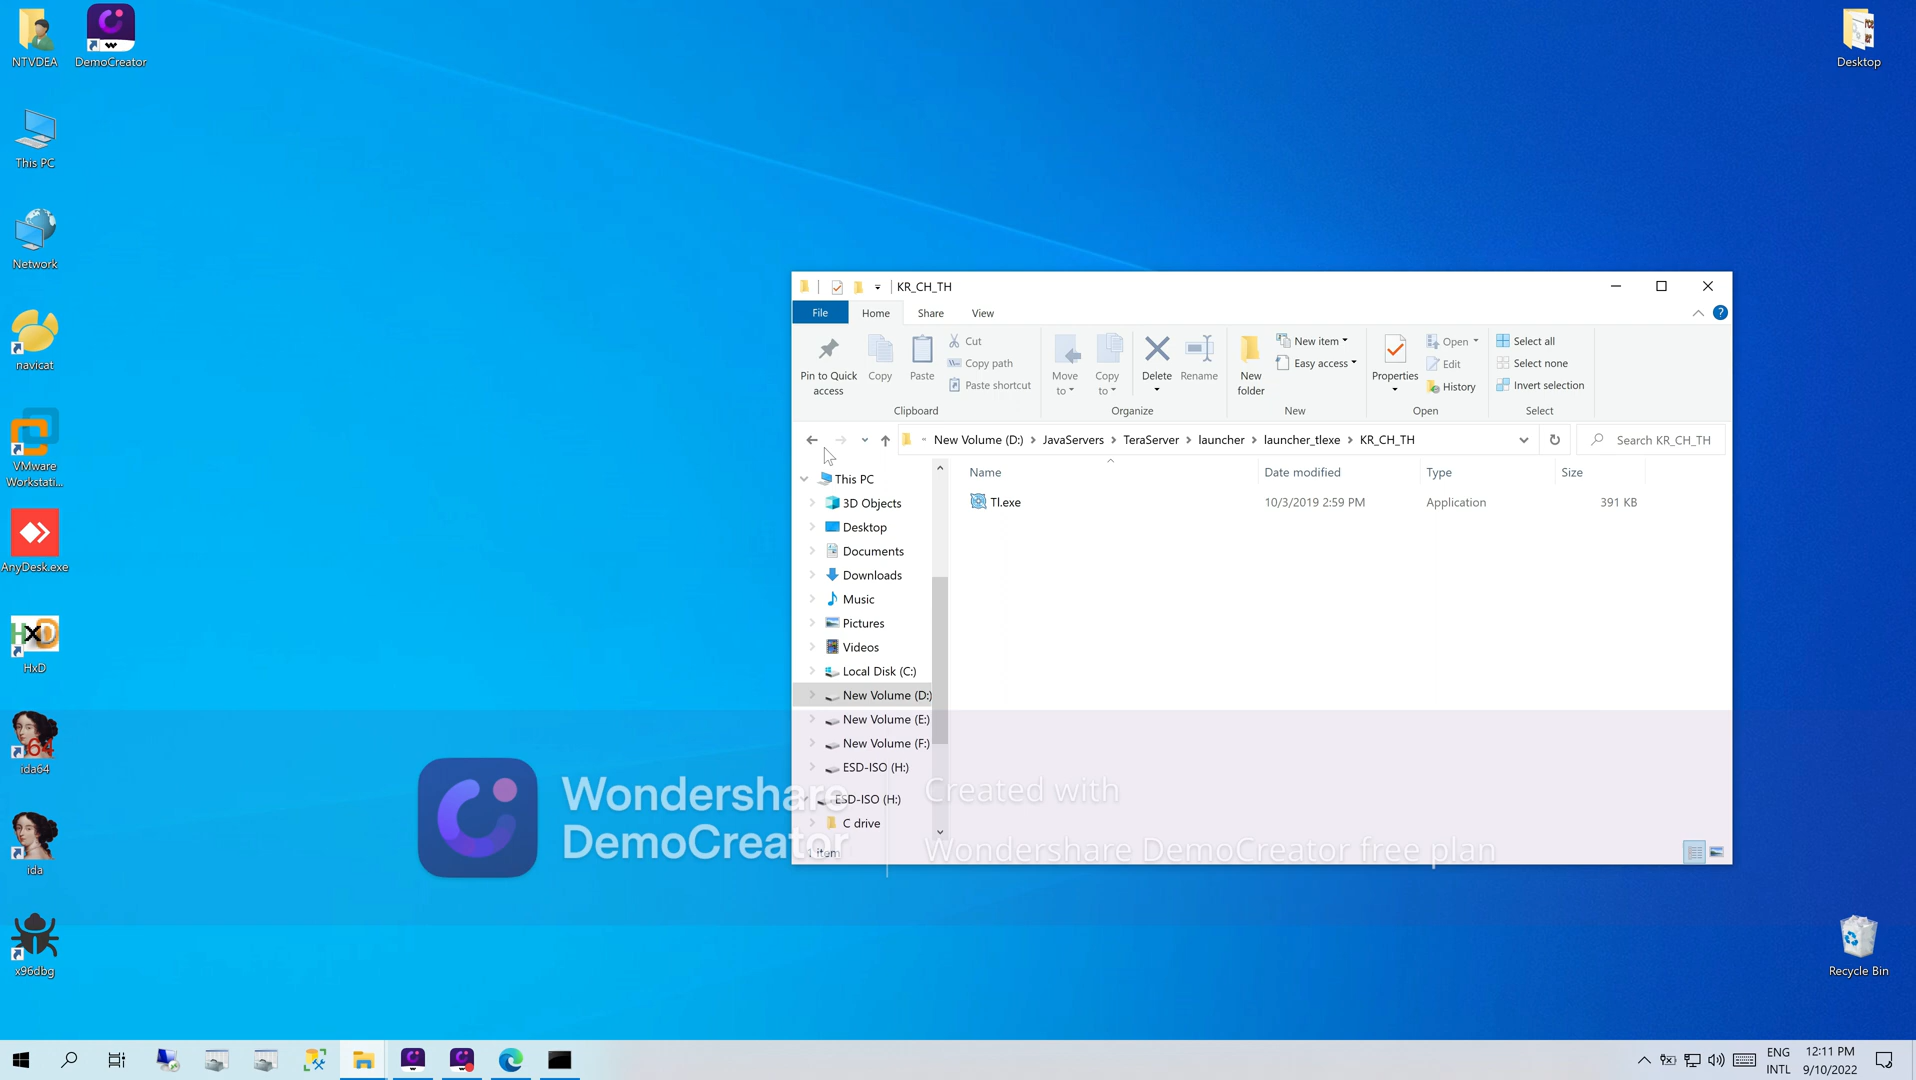 NTVDEA
DemoCreator
Desktop
This PC
Network
navicat
VMware
Workstati...
AnyDesk.exe
HxD
64
ida64
ida
x96dbg
Recycle Bin
KR_CH_TH
File
Home
Share
View
Pin to Quick
access
Copy
Paste
Cut
Copy path
Paste shortcut
Move
to
Copy
to
Delete
Rename
New
folder
New item
Easy access
Properties
Open
Edit
History
Select all
Select none
Invert selection
Clipboard
Organize
New
Open
Select
« New Volume (D:) > JavaServers > TeraServer > launcher > launcher_tlexe > KR_CH_TH
Search KR_CH_TH
Name
Date modified
Type
Size
Tl.exe
10/3/2019 2:59 PM
Application
391 KB
This PC
3D Objects
Desktop
Documents
Downloads
Music
Pictures
Videos
Local Disk (C:)
New Volume (D:)
New Volume (E:)
New Volume (F:)
ESD-ISO (H:)
ESD-ISO (H:)
C drive
1 item
Wondershare
DemoCreator
Created with
Wondershare DemoCreator free plan
ENG
INTL
12:11 PM
9/10/2022